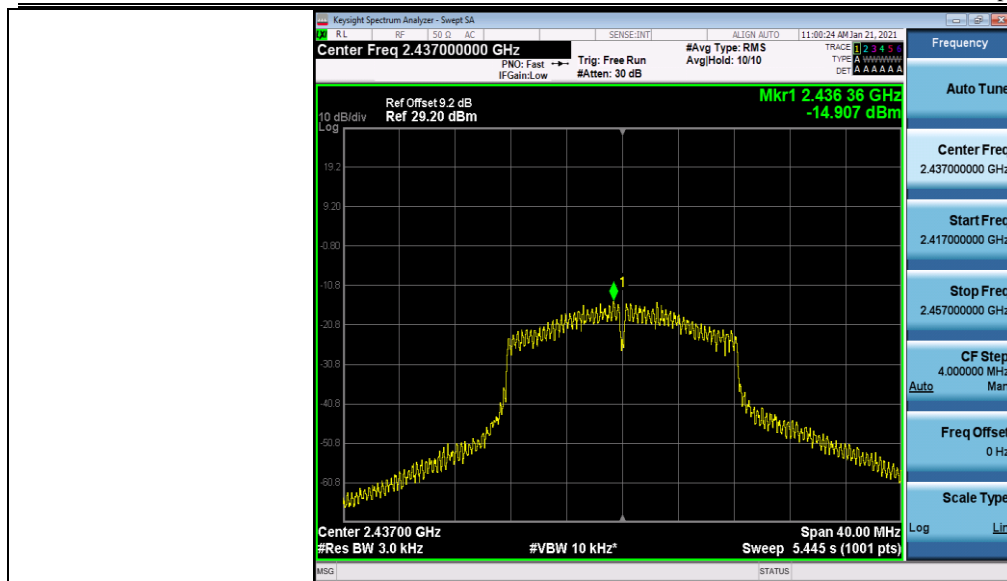 Keysight Spectrum Analyzer - Swept SA
RL RF 50 Ω AC SENSE:INT ALIGN AUTO 11:00:24 AM Jan 21, 2021
Center Freq 2.437000000 GHz
PNO: Fast
IFGain:Low
Trig: Free Run
#Atten: 30 dB
#Avg Type: RMS
Avg|Hold: 10/10
TRACE 1 2 3 4 5 6
TYPE A WWWWW
DET A A A A A A
Ref Offset 9.2 dB
10 dB/div Ref 29.20 dBm
Log
Mkr1 2.436 36 GHz
-14.907 dBm
19.2
9.20
-0.80
-10.8
-20.8
-30.8
-40.8
-50.8
-60.8
1
Center 2.43700 GHz Span 40.00 MHz
#Res BW 3.0 kHz #VBW 10 kHz* Sweep 5.445 s (1001 pts)
MSG STATUS
Frequency
Auto Tune
Center Freq
2.437000000 GHz
Start Freq
2.417000000 GHz
Stop Freq
2.457000000 GHz
CF Step
4.000000 MHz
Auto Man
Freq Offset
0 Hz
Scale Type
Log Lin